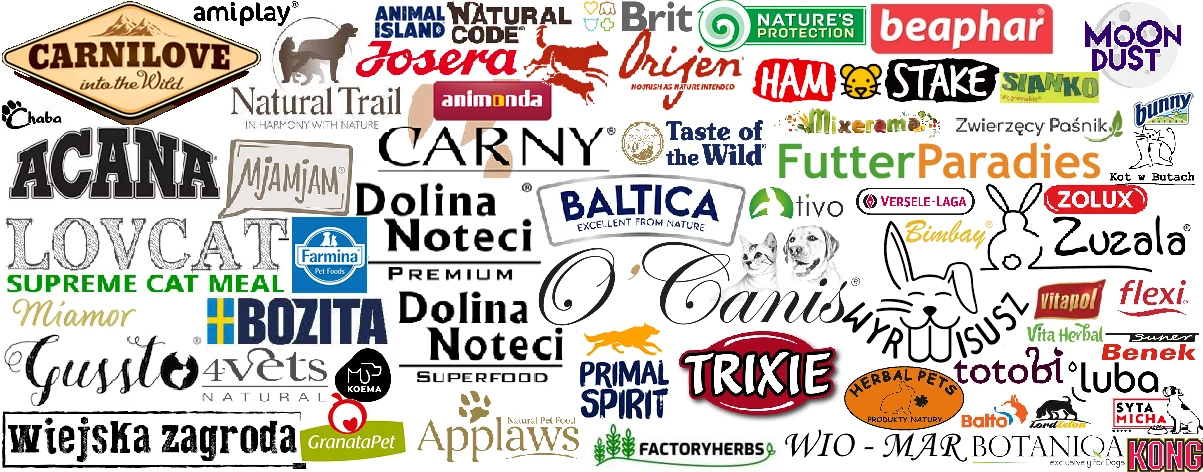 CARNILOVE
into the Wild
amiplay®
ANIMAL
ISLAND
NATURAL
CODE
Brit®
NATURE'S
PROTECTION
beaphar®
MOON
DUST
Josera
Orijen
NOURISH AS NATURE INTENDED
HAM
STAKE
SIANKO
Natural Trail
IN HARMONY WITH NATURE
animonda
CARNY®
Chaba
ACANA
MJAMJAM®
Taste of
the Wild®
Mixerama
Zwierzęcy Paśnik
bunny
Kot w Butach
FutterParadies
Dolina
Noteci®
PREMIUM
BALTICA
EXCELLENT FROM NATURE
ativo
VERSELE-LAGA
ZOLUX
Bimbay®
Zuzala®
LOVCAT
SUPREME CAT MEAL
Farmina
Pet Foods
O'Canis®
WYRWISUSZ
Vitapol
flexi
Vita Herbal
Miamor
BOZITA
Dolina
Noteci
SUPERFOOD
Super
Benek
Gussto
4vets
NATURAL
KOEMA
PRIMAL
SPIRIT
TRIXIE
HERBAL PETS
PRODUKTY NATURY
totobi
luba
Wiejska zagroda
GranataPet
Natural Pet Food
Applaws
FACTORYHERBS
WIO - MAR
Balto
LordZelton
BOTANIQA
exclusively for Dogs
SYTA
MICHA
KONG